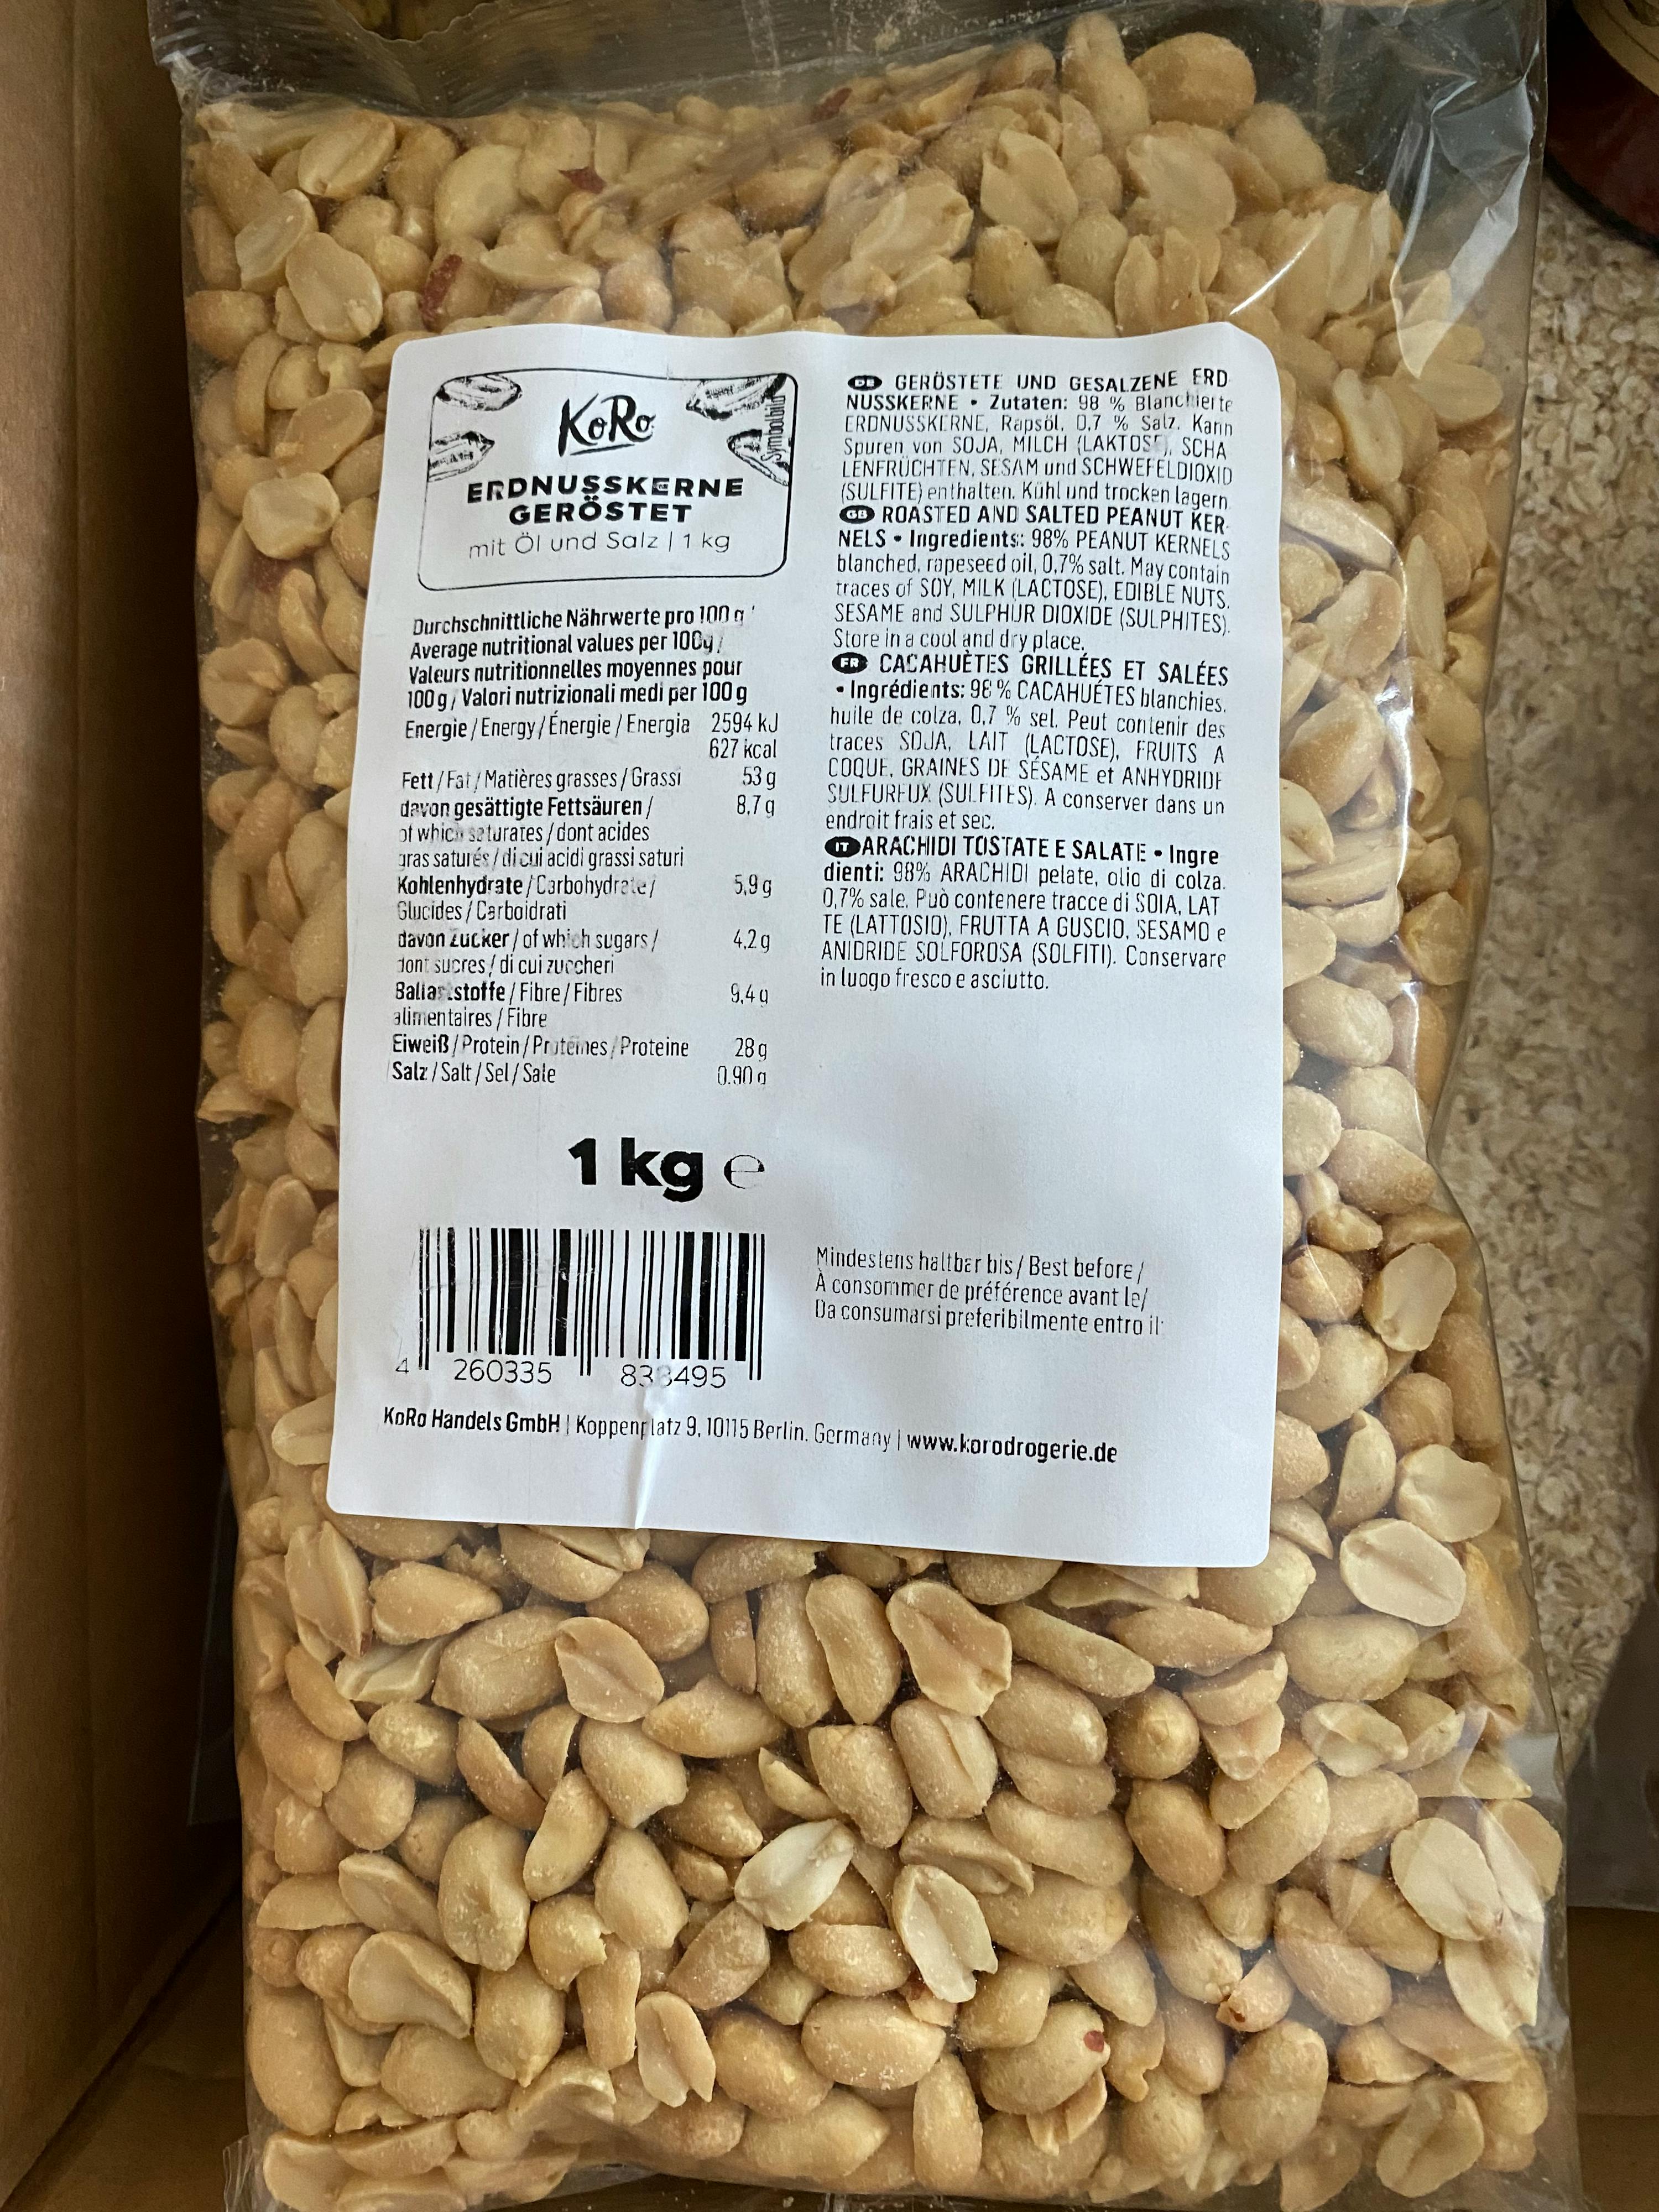 KoRo
Symbolbild
ERDNUSSKERNE
GERÖSTET
mit Öl und Salz | 1 kg
Durchschnittliche Nährwerte pro 100 g /
Average nutritional values per 100g /
Valeurs nutritionnelles moyennes pour
100 g / Valori nutrizionali medi per 100 g
Energie / Energy / Énergie / Energia 2594 kJ
627 kcal
Fett / Fat / Matières grasses / Grassi 53 g
davon gesättigte Fettsäuren / 8,7 g
of which saturates / dont acides
gras saturés / di cui acidi grassi saturi
Kohlenhydrate / Carbohydrate / 5,9 g
Glucides / Carboidrati
davon Zucker / of which sugars / 4,2 g
dont sucres / di cui zuccheri
Ballaststoffe / Fibre / Fibres 9,4 g
alimentaires / Fibre
Eiweiß / Protein / Protéines / Proteine 28 g
Salz / Salt / Sel / Sale 0,90 g
1 kg e
4 260335 838495
KoRo Handels GmbH | Koppenplatz 9, 10115 Berlin, Germany | www.korodrogerie.de
DE GERÖSTETE UND GESALZENE ERD
NUSSKERNE • Zutaten: 98 % Blanchierte
ERDNUSSKERNE, Rapsöl, 0,7 % Salz. Kann
Spuren von SOJA, MILCH (LAKTOSE), SCHA
LENFRÜCHTEN, SESAM und SCHWEFELDIOXID
(SULFITE) enthalten. Kühl und trocken lagern
GB ROASTED AND SALTED PEANUT KER-
NELS • Ingredients: 98% PEANUT KERNELS
blanched, rapeseed oil, 0,7% salt. May contain
traces of SOY, MILK (LACTOSE), EDIBLE NUTS,
SESAME and SULPHUR DIOXIDE (SULPHITES).
Store in a cool and dry place.
FR CACAHUÈTES GRILLÉES ET SALÉES
• Ingrédients: 98 % CACAHUÉTES blanchies,
huile de colza, 0,7 % sel. Peut contenir des
traces SOJA, LAIT (LACTOSE), FRUITS A
COQUE, GRAINES DE SÉSAME et ANHYDRIDE
SULFUREUX (SULFITES). A conserver dans un
endroit frais et sec.
IT ARACHIDI TOSTATE E SALATE • Ingre
dienti: 98% ARACHIDI pelate, olio di colza,
0,7% sale. Può contenere tracce di SOIA, LAT
TE (LATTOSIO), FRUTTA A GUSCIO, SESAMO e
ANIDRIDE SOLFOROSA (SOLFITI). Conservare
in luogo fresco e asciutto.
Mindestens haltbar bis / Best before /
À consommer de préférence avant le/
Da consumarsi preferibilmente entro il: